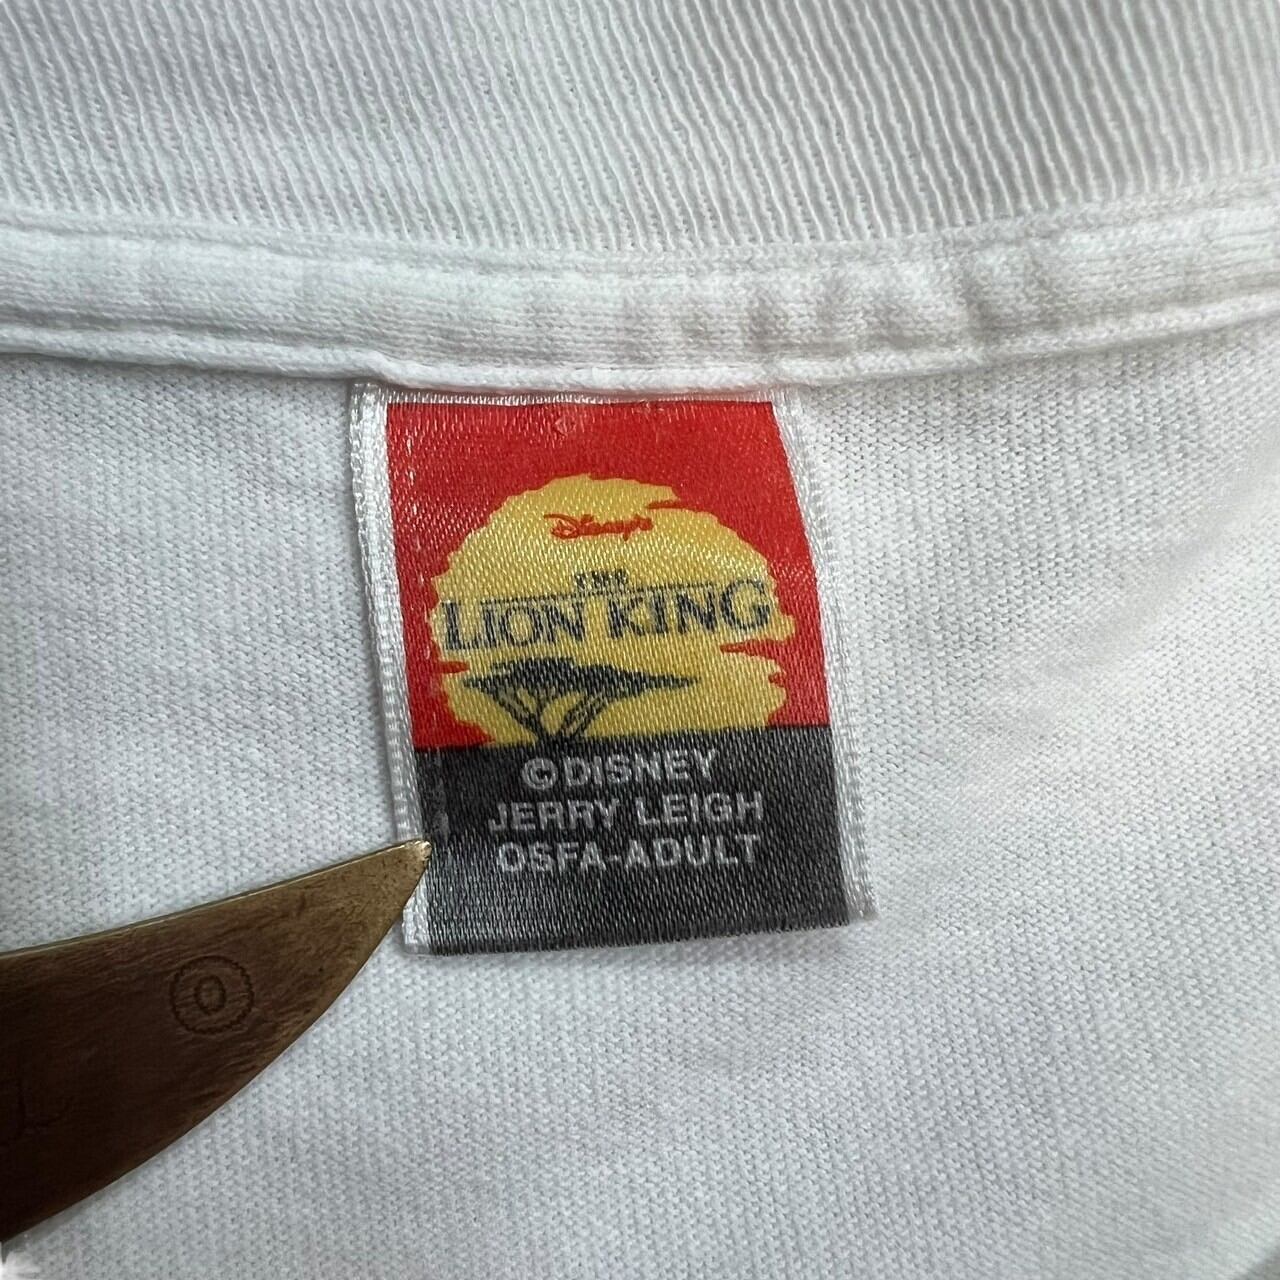 Disney's
THE
LION KING
©DISNEY
JERRY LEIGH
OSFA-ADULT